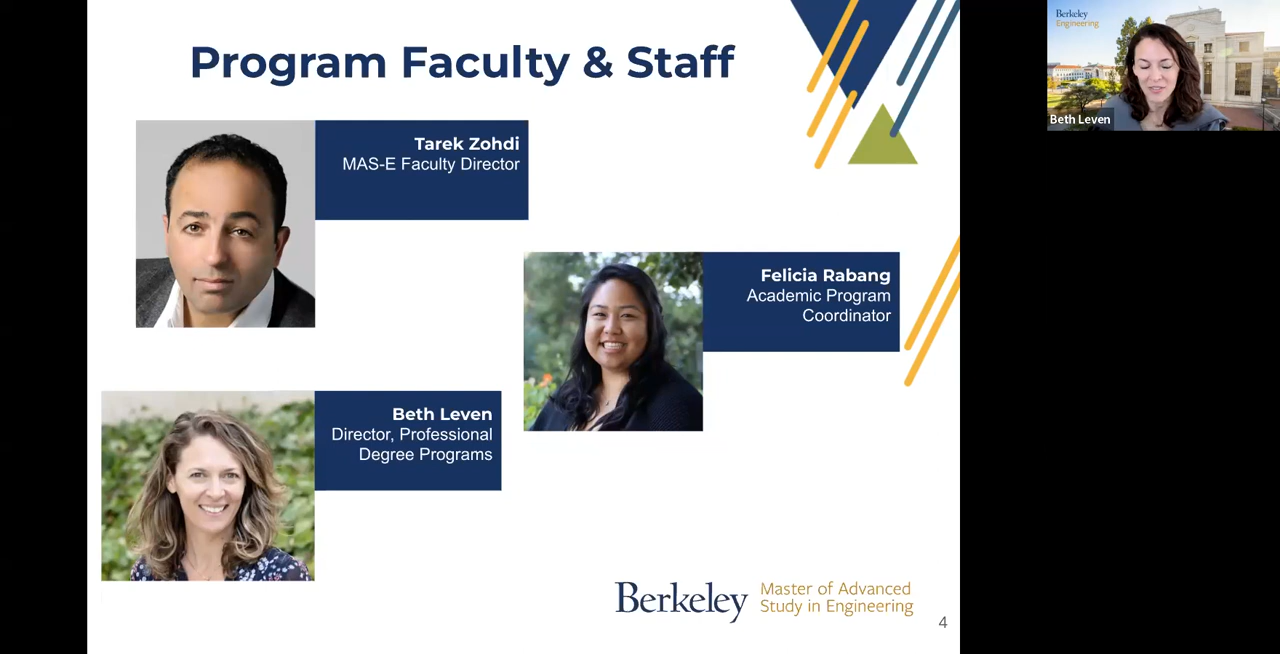 Program Faculty & Staff
Tarek Zohdi
MAS-E Faculty Director
Felicia Rabang
Academic Program
Coordinator
Beth Leven
Director, Professional
Degree Programs
Berkeley
Master of Advanced
Study in Engineering
4
Berkeley
Engineering
Beth Leven